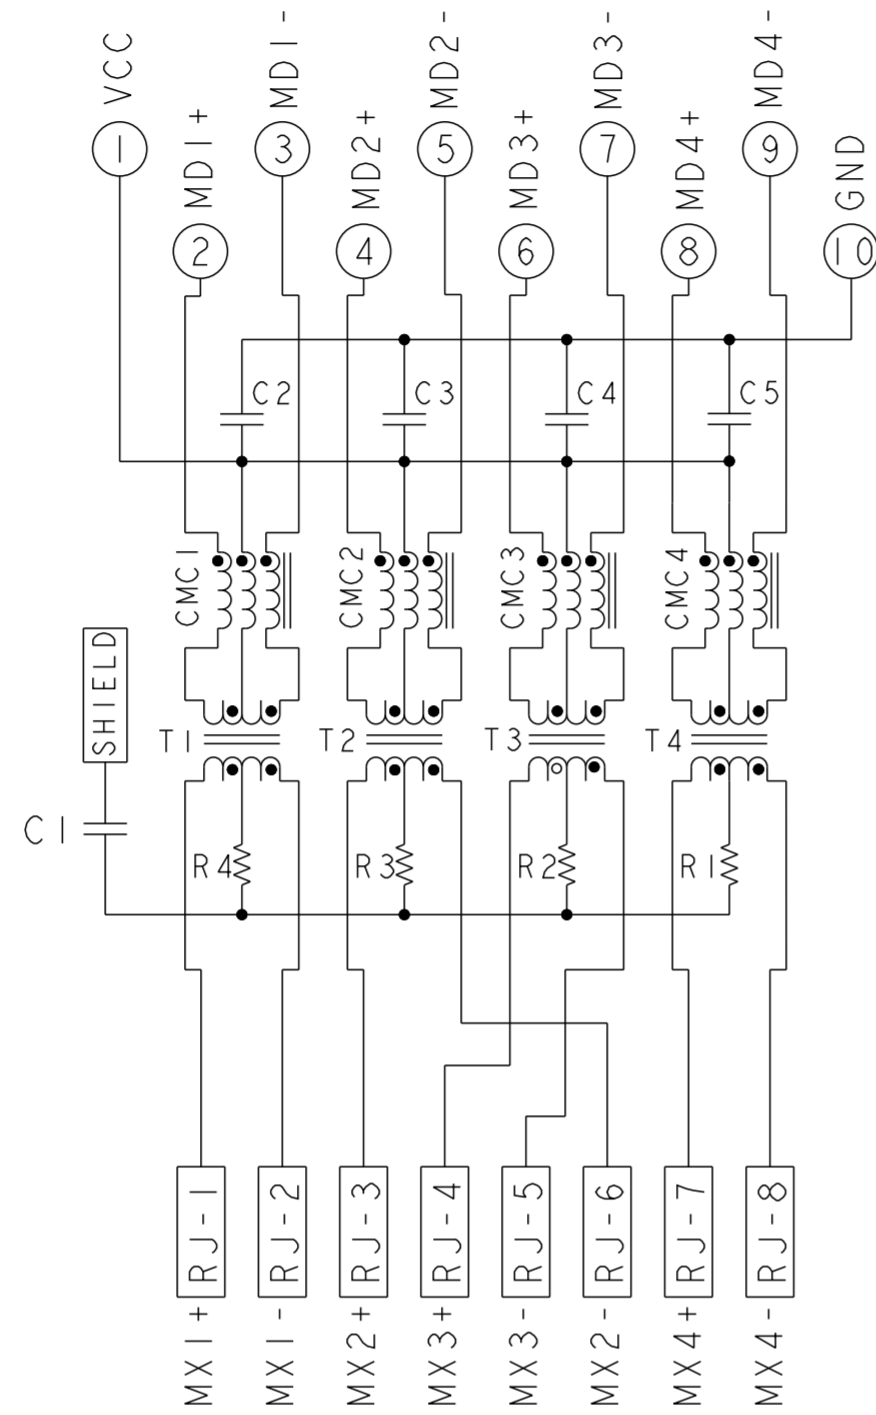 VCC
MD1+
MD1-
MD2+
MD2-
MD3+
MD3-
MD4+
MD4-
GND
1
2
3
4
5
6
7
8
9
10
C2
C3
C4
C5
CMC1
CMC2
CMC3
CMC4
SHIELD
T1
T2
T3
T4
C1
R4
R3
R2
R1
RJ-1
RJ-2
RJ-3
RJ-4
RJ-5
RJ-6
RJ-7
RJ-8
MX1+
MX1-
MX2+
MX3+
MX3-
MX2-
MX4+
MX4-